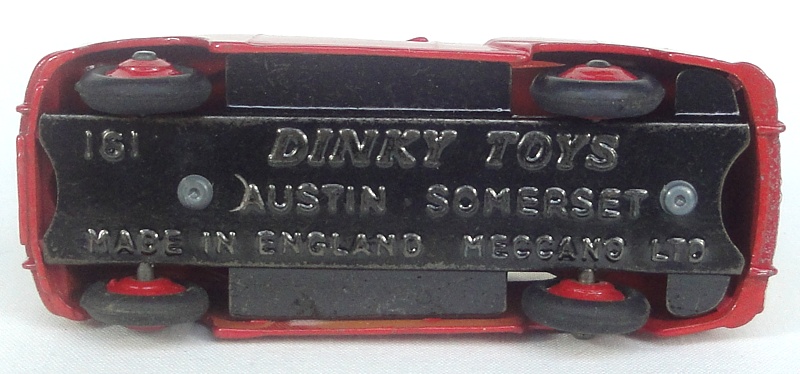 161 DINKY TOYS
AUSTIN SOMERSET
MADE IN ENGLAND MECCANO LTD